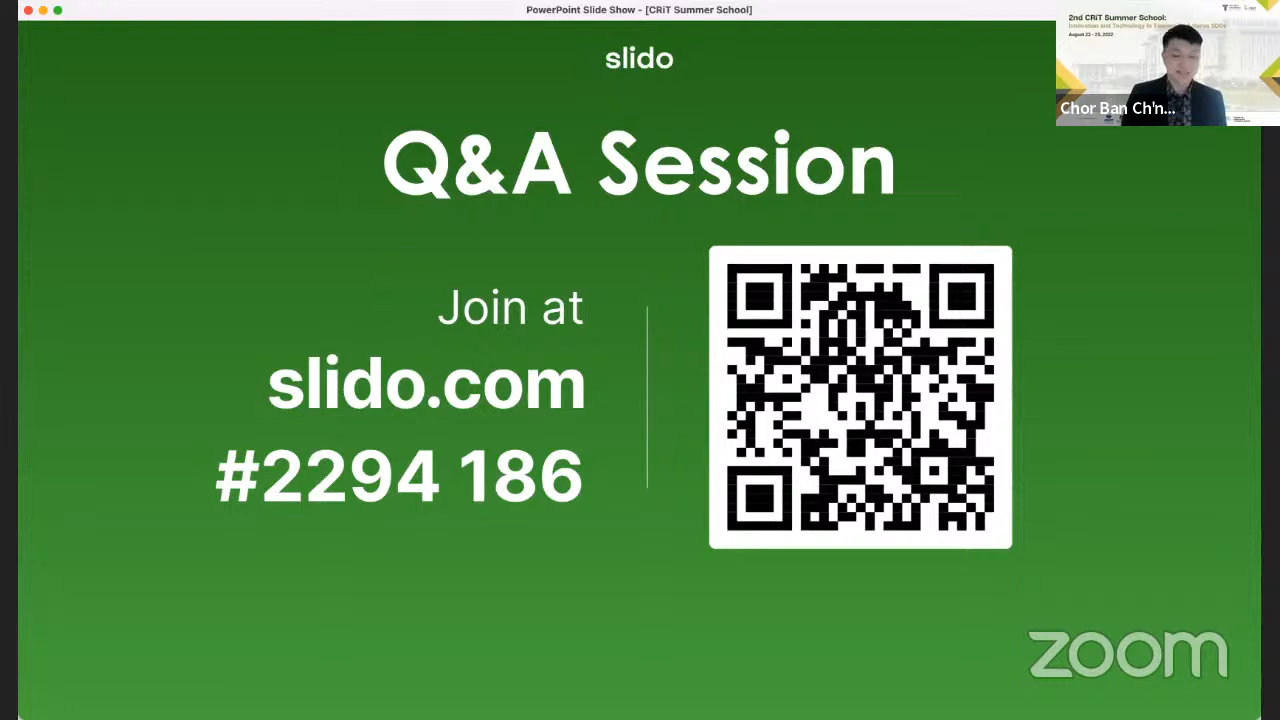 PowerPoint Slide Show - [CRiT Summer School]
2nd CRiT Summer School:
August 23 - 25, 2022
Chor Ban Ch'n...
slido
Q&A Session
Join at
slido.com
#2294 186
zoom